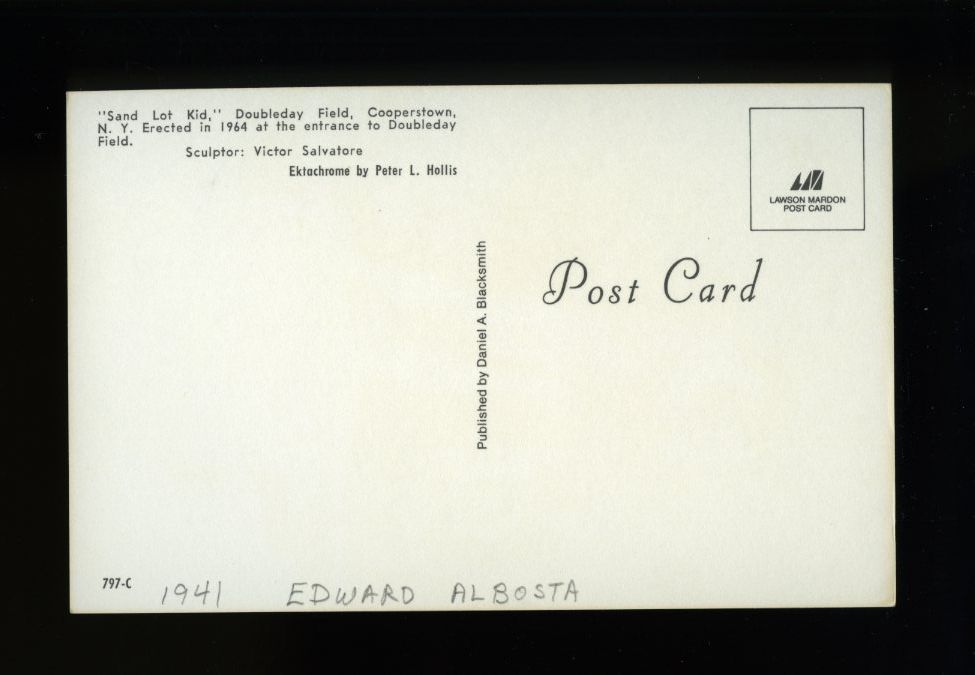 ''Sand Lot Kid,'' Doubleday Field, Cooperstown,
N. Y. Erected in 1964 at the entrance to Doubleday
Field.
Sculptor: Victor Salvatore
Ektachrome by Peter L. Hollis
LAWSON MARDON
POST CARD
Published by Daniel A. Blacksmith
Post Card
797-C
1941 EDWARD ALBOSTA